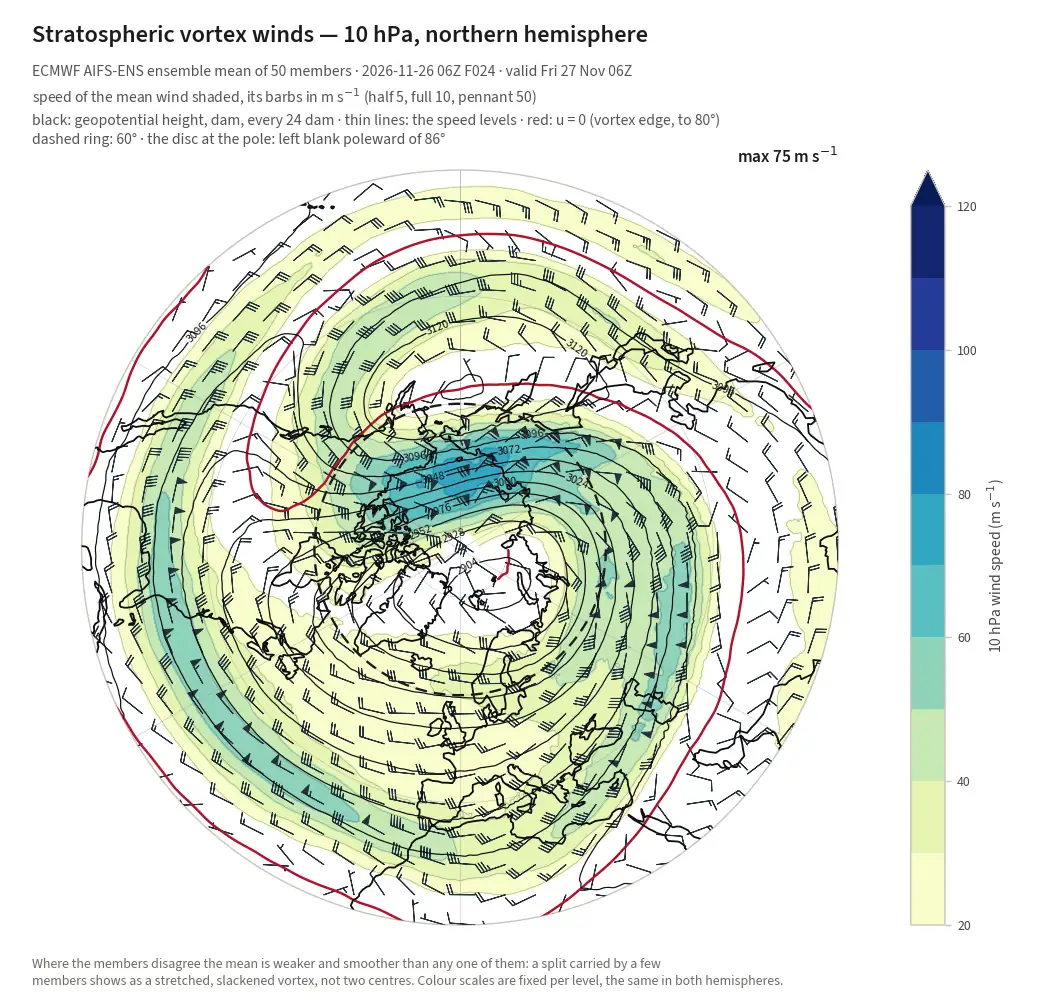 Stratospheric vortex winds — 10 hPa, northern hemisphere
ECMWF AIFS-ENS ensemble mean of 50 members · 2026-11-26 06Z F024 · valid Fri 27 Nov 06Z
speed of the mean wind shaded, its barbs in m s⁻¹ (half 5, full 10, pennant 50)
black: geopotential height, dam, every 24 dam · thin lines: the speed levels · red: u = 0 (vortex edge, to 80°)
dashed ring: 60° · the disc at the pole: left blank poleward of 86°
max 75 m s⁻¹
120
100
80
60
40
20
10 hPa wind speed (m s⁻¹)
3096
3120
3120
3096
3096
3072
3048
3024
3000
2976
2952
2928
Where the members disagree the mean is weaker and smoother than any one of them: a split carried by a few
members shows as a stretched, slackened vortex, not two centres. Colour scales are fixed per level, the same in both hemispheres.